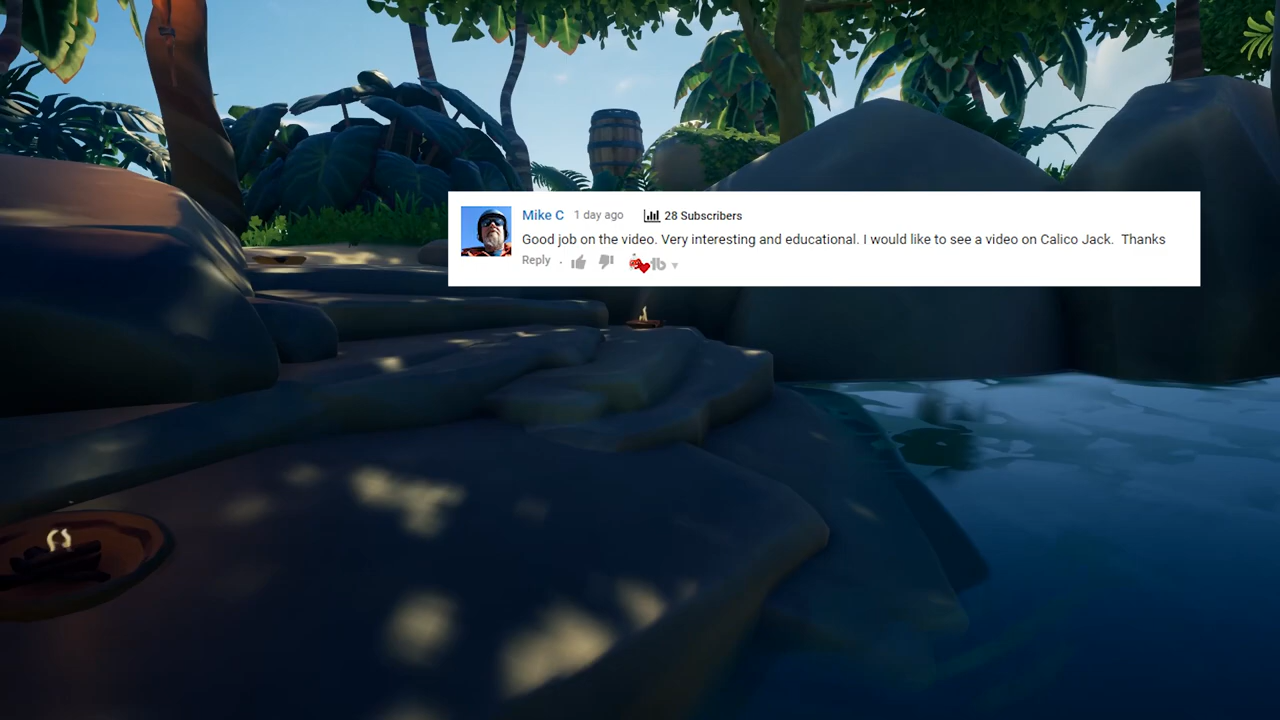 Mike C 1 day ago 28 Subscribers
Good job on the video. Very interesting and educational. I would like to see a video on Calico Jack.  Thanks
Reply . tb